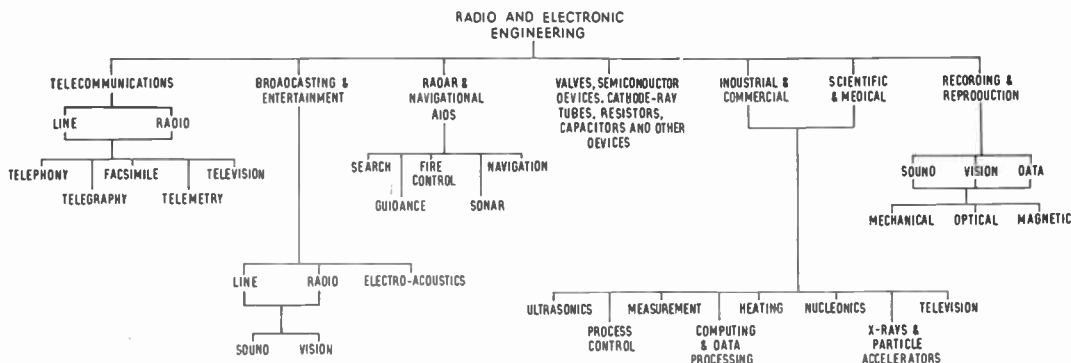 RADIO AND ELECTRONIC
ENGINEERING
TELECOMMUNICATIONS
LINE RADIO
TELEPHONY FACSIMILE TELEVISION
TELEGRAPHY TELEMETRY
BROADCASTING &
ENTERTAINMENT
LINE RADIO ELECTRO-ACOUSTICS
SOUND VISION
RADAR &
NAVIGATIONAL
AIDS
SEARCH FIRE
CONTROL NAVIGATION
GUIDANCE SONAR
VALVES, SEMICONDUCTOR
DEVICES, CATHODE-RAY
TUBES, RESISTORS,
CAPACITORS AND OTHER
DEVICES
INDUSTRIAL &
COMMERCIAL
SCIENTIFIC
& MEDICAL
ULTRASONICS MEASUREMENT HEATING NUCLEONICS TELEVISION
PROCESS
CONTROL
COMPUTING
& DATA
PROCESSING
X-RAYS &
PARTICLE
ACCELERATORS
RECORDING &
REPRODUCTION
SOUND VISION DATA
MECHANICAL OPTICAL MAGNETIC